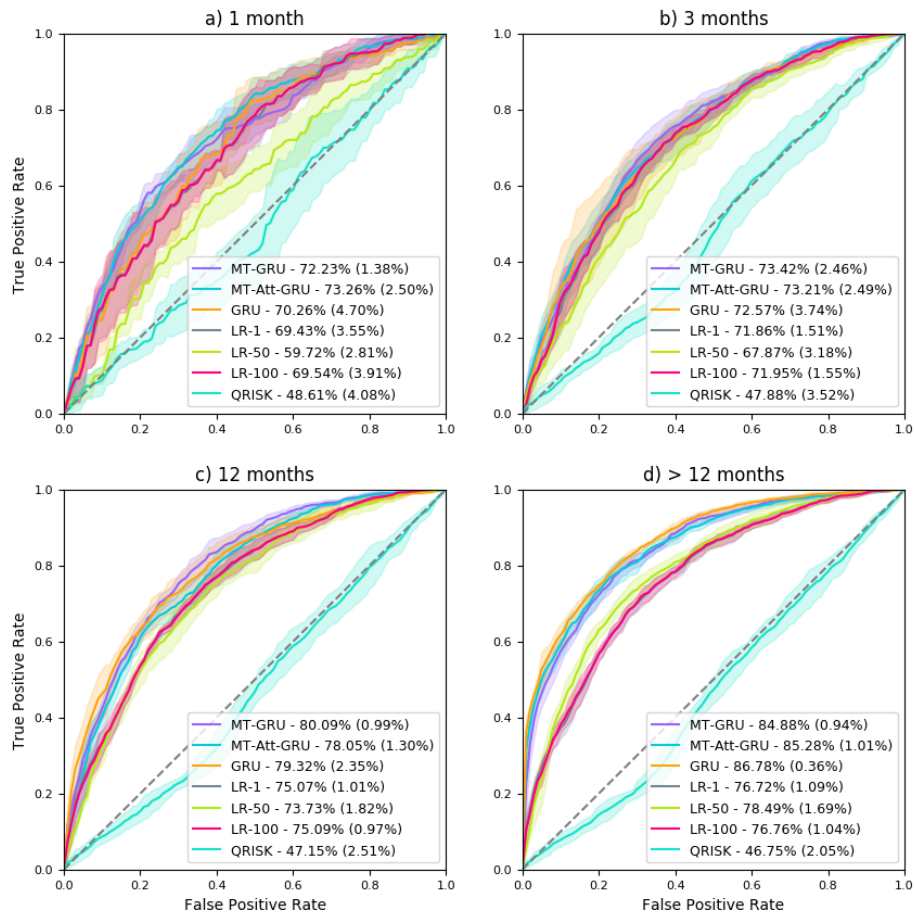 a) 1 month
1.0
0.8
0.6
0.4
0.2
0.0
True Positive Rate
0.0 0.2 0.4 0.6 0.8 1.0
MT-GRU - 72.23% (1.38%)
MT-Att-GRU - 73.26% (2.50%)
GRU - 70.26% (4.70%)
LR-1 - 69.43% (3.55%)
LR-50 - 59.72% (2.81%)
LR-100 - 69.54% (3.91%)
QRISK - 48.61% (4.08%)
b) 3 months
1.0
0.8
0.6
0.4
0.2
0.0
0.0 0.2 0.4 0.6 0.8 1.0
MT-GRU - 73.42% (2.46%)
MT-Att-GRU - 73.21% (2.49%)
GRU - 72.57% (3.74%)
LR-1 - 71.86% (1.51%)
LR-50 - 67.87% (3.18%)
LR-100 - 71.95% (1.55%)
QRISK - 47.88% (3.52%)
c) 12 months
1.0
0.8
0.6
0.4
0.2
0.0
True Positive Rate
0.0 0.2 0.4 0.6 0.8 1.0
False Positive Rate
MT-GRU - 80.09% (0.99%)
MT-Att-GRU - 78.05% (1.30%)
GRU - 79.32% (2.35%)
LR-1 - 75.07% (1.01%)
LR-50 - 73.73% (1.82%)
LR-100 - 75.09% (0.97%)
QRISK - 47.15% (2.51%)
d) > 12 months
1.0
0.8
0.6
0.4
0.2
0.0
0.0 0.2 0.4 0.6 0.8 1.0
False Positive Rate
MT-GRU - 84.88% (0.94%)
MT-Att-GRU - 85.28% (1.01%)
GRU - 86.78% (0.36%)
LR-1 - 76.72% (1.09%)
LR-50 - 78.49% (1.69%)
LR-100 - 76.76% (1.04%)
QRISK - 46.75% (2.05%)